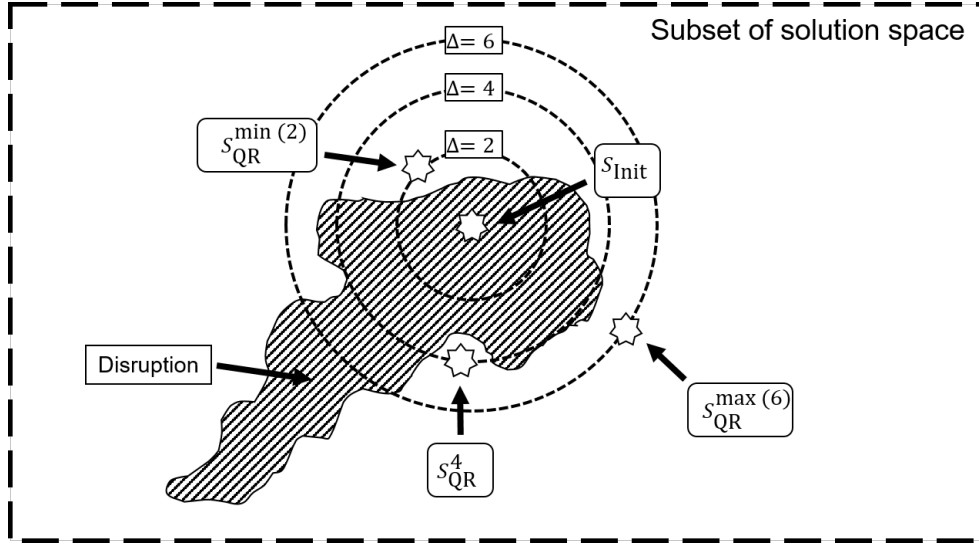 Subset of solution space
Δ= 6
Δ= 4
Δ= 2
S_QR^min (2)
S_Init
Disruption
S_QR^max (6)
S_QR^4